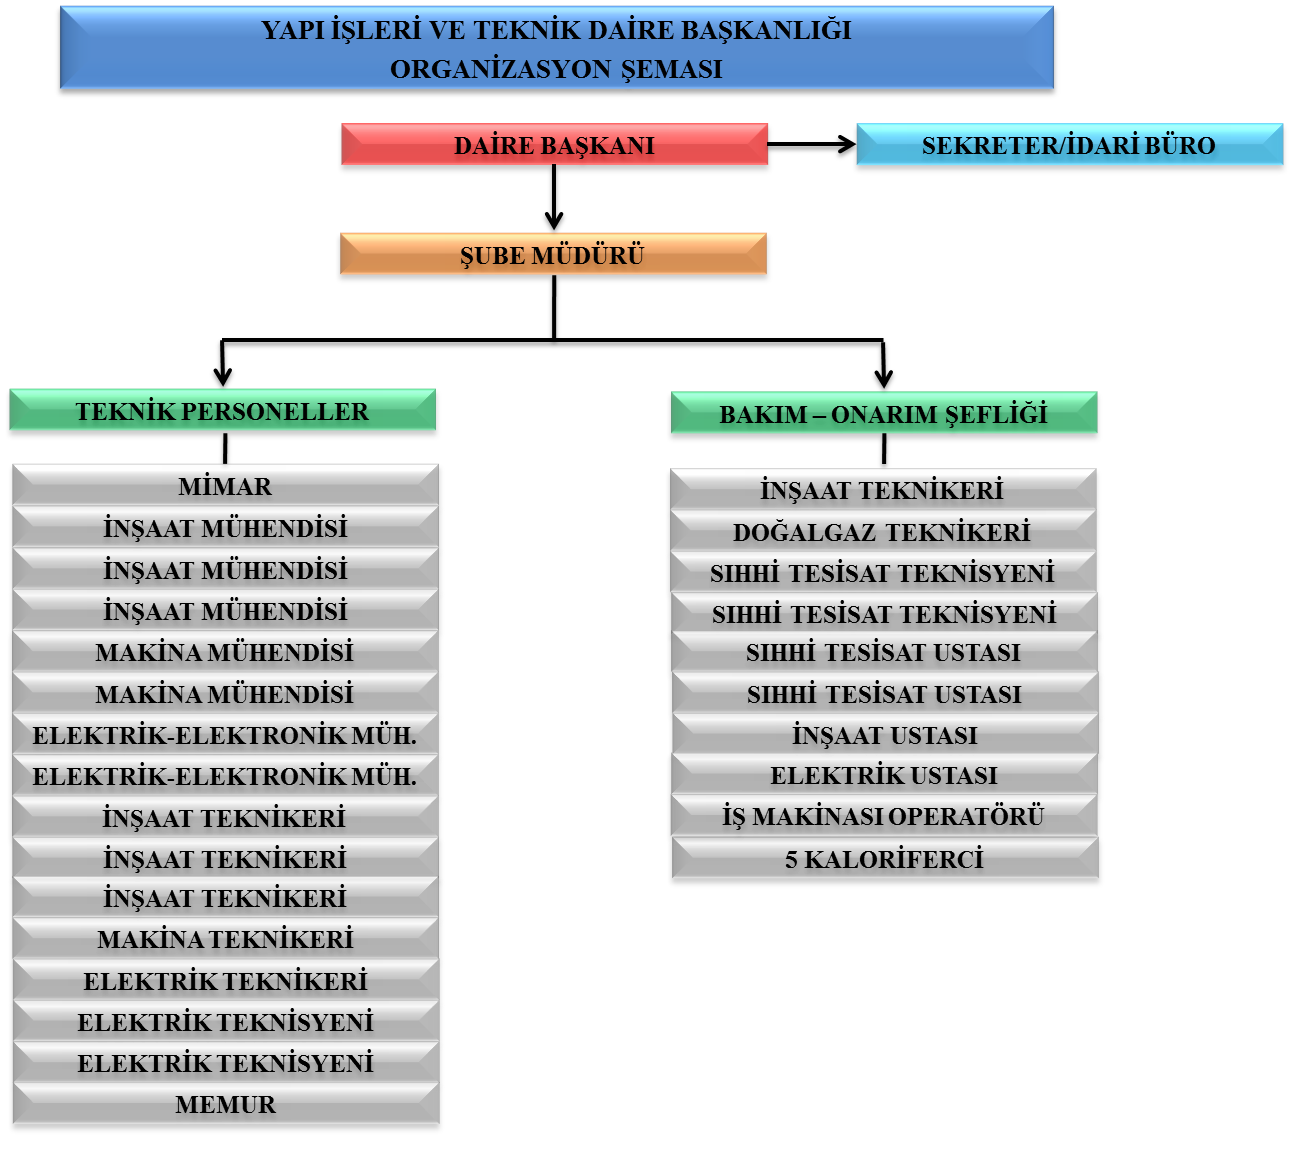 YAPI İŞLERİ VE TEKNİK DAİRE BAŞKANLIĞI
ORGANİZASYON ŞEMASI
DAİRE BAŞKANI
SEKRETER/İDARİ BÜRO
ŞUBE MÜDÜRÜ
TEKNİK PERSONELLER
MİMAR
İNŞAAT MÜHENDİSİ
İNŞAAT MÜHENDİSİ
İNŞAAT MÜHENDİSİ
MAKİNA MÜHENDİSİ
MAKİNA MÜHENDİSİ
ELEKTRİK-ELEKTRONİK MÜH.
ELEKTRİK-ELEKTRONİK MÜH.
İNŞAAT TEKNİKERİ
İNŞAAT TEKNİKERİ
İNŞAAT TEKNİKERİ
MAKİNA TEKNİKERİ
ELEKTRİK TEKNİKERİ
ELEKTRİK TEKNİSYENİ
ELEKTRİK TEKNİSYENİ
MEMUR
BAKIM – ONARIM ŞEFLİĞİ
İNŞAAT TEKNİKERİ
DOĞALGAZ TEKNİKERİ
SIHHİ TESİSAT TEKNİSYENİ
SIHHİ TESİSAT TEKNİSYENİ
SIHHİ TESİSAT USTASI
SIHHİ TESİSAT USTASI
İNŞAAT USTASI
ELEKTRİK USTASI
İŞ MAKİNASI OPERATÖRÜ
5 KALORİFERCİ